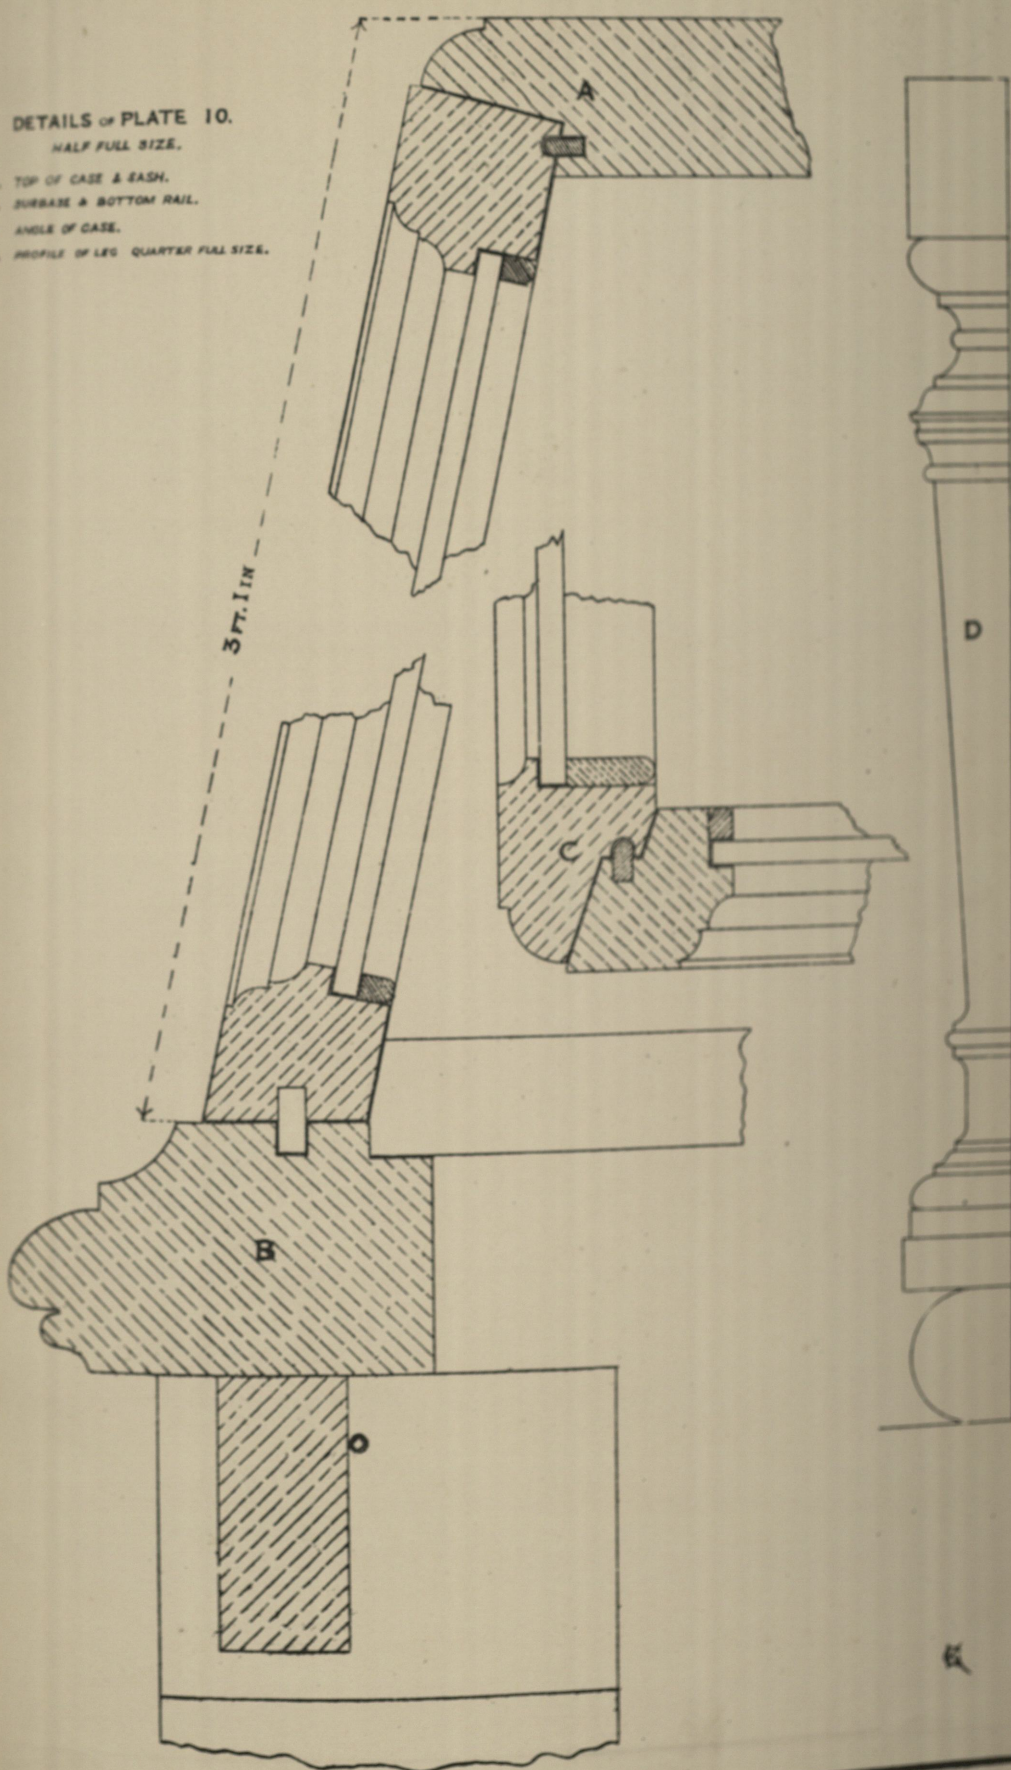 DETAILS OF PLATE 10.
HALF FULL SIZE.
TOP OF CASE & SASH.
SURBASE & BOTTOM RAIL.
ANGLE OF CASE.
PROFILE OF LEG QUARTER FULL SIZE.
A
3 FT. 1 IN
D
C
B
O